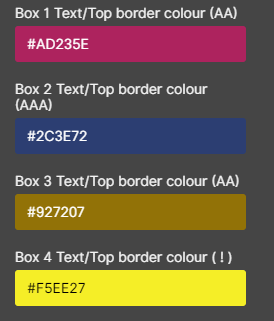 Box 1 Text/Top border colour (AA)
#AD235E
Box 2 Text/Top border colour
(AAA)
#2C3E72
Box 3 Text/Top border colour (AA)
#927207
Box 4 Text/Top border colour ( ! )
#F5EE27